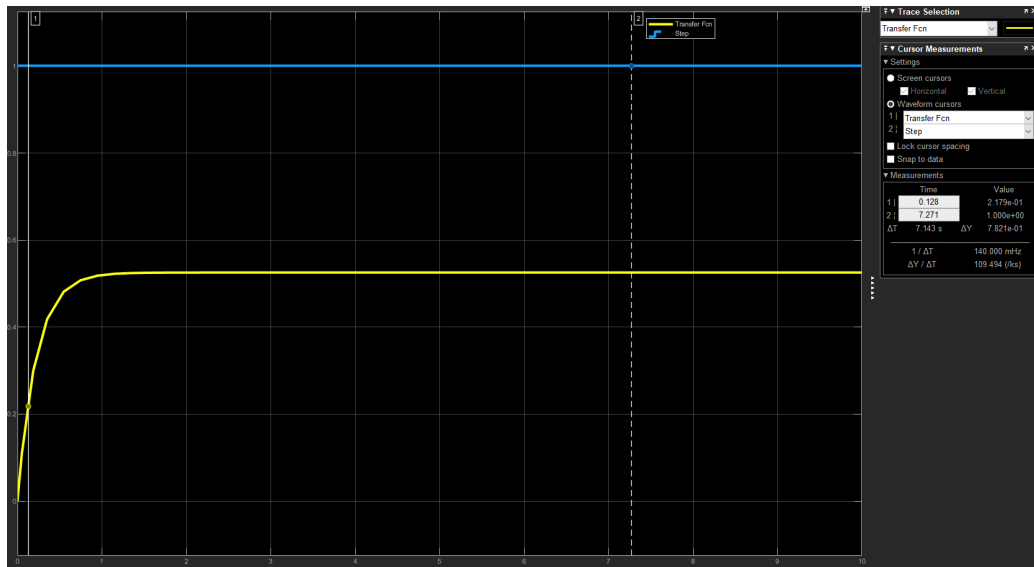 1
2
Transfer Fcn
Step
1
0.8
0.6
0.4
0.2
0
0 1 2 3 4 5 6 7 8 9 10
Trace Selection
Transfer Fcn
Cursor Measurements
Settings
Screen cursors
Horizontal Vertical
Waveform cursors
1 | Transfer Fcn
2 ¦ Step
Lock cursor spacing
Snap to data
Measurements
Time Value
1 | 0.128 2.179e-01
2 ¦ 7.271 1.000e+00
ΔT 7.143 s ΔY 7.821e-01
1 / ΔT 140.000 mHz
ΔY / ΔT 109.494 (/ks)